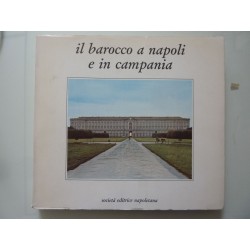 il barocco a napoli
e in campania
società editrice napoletana